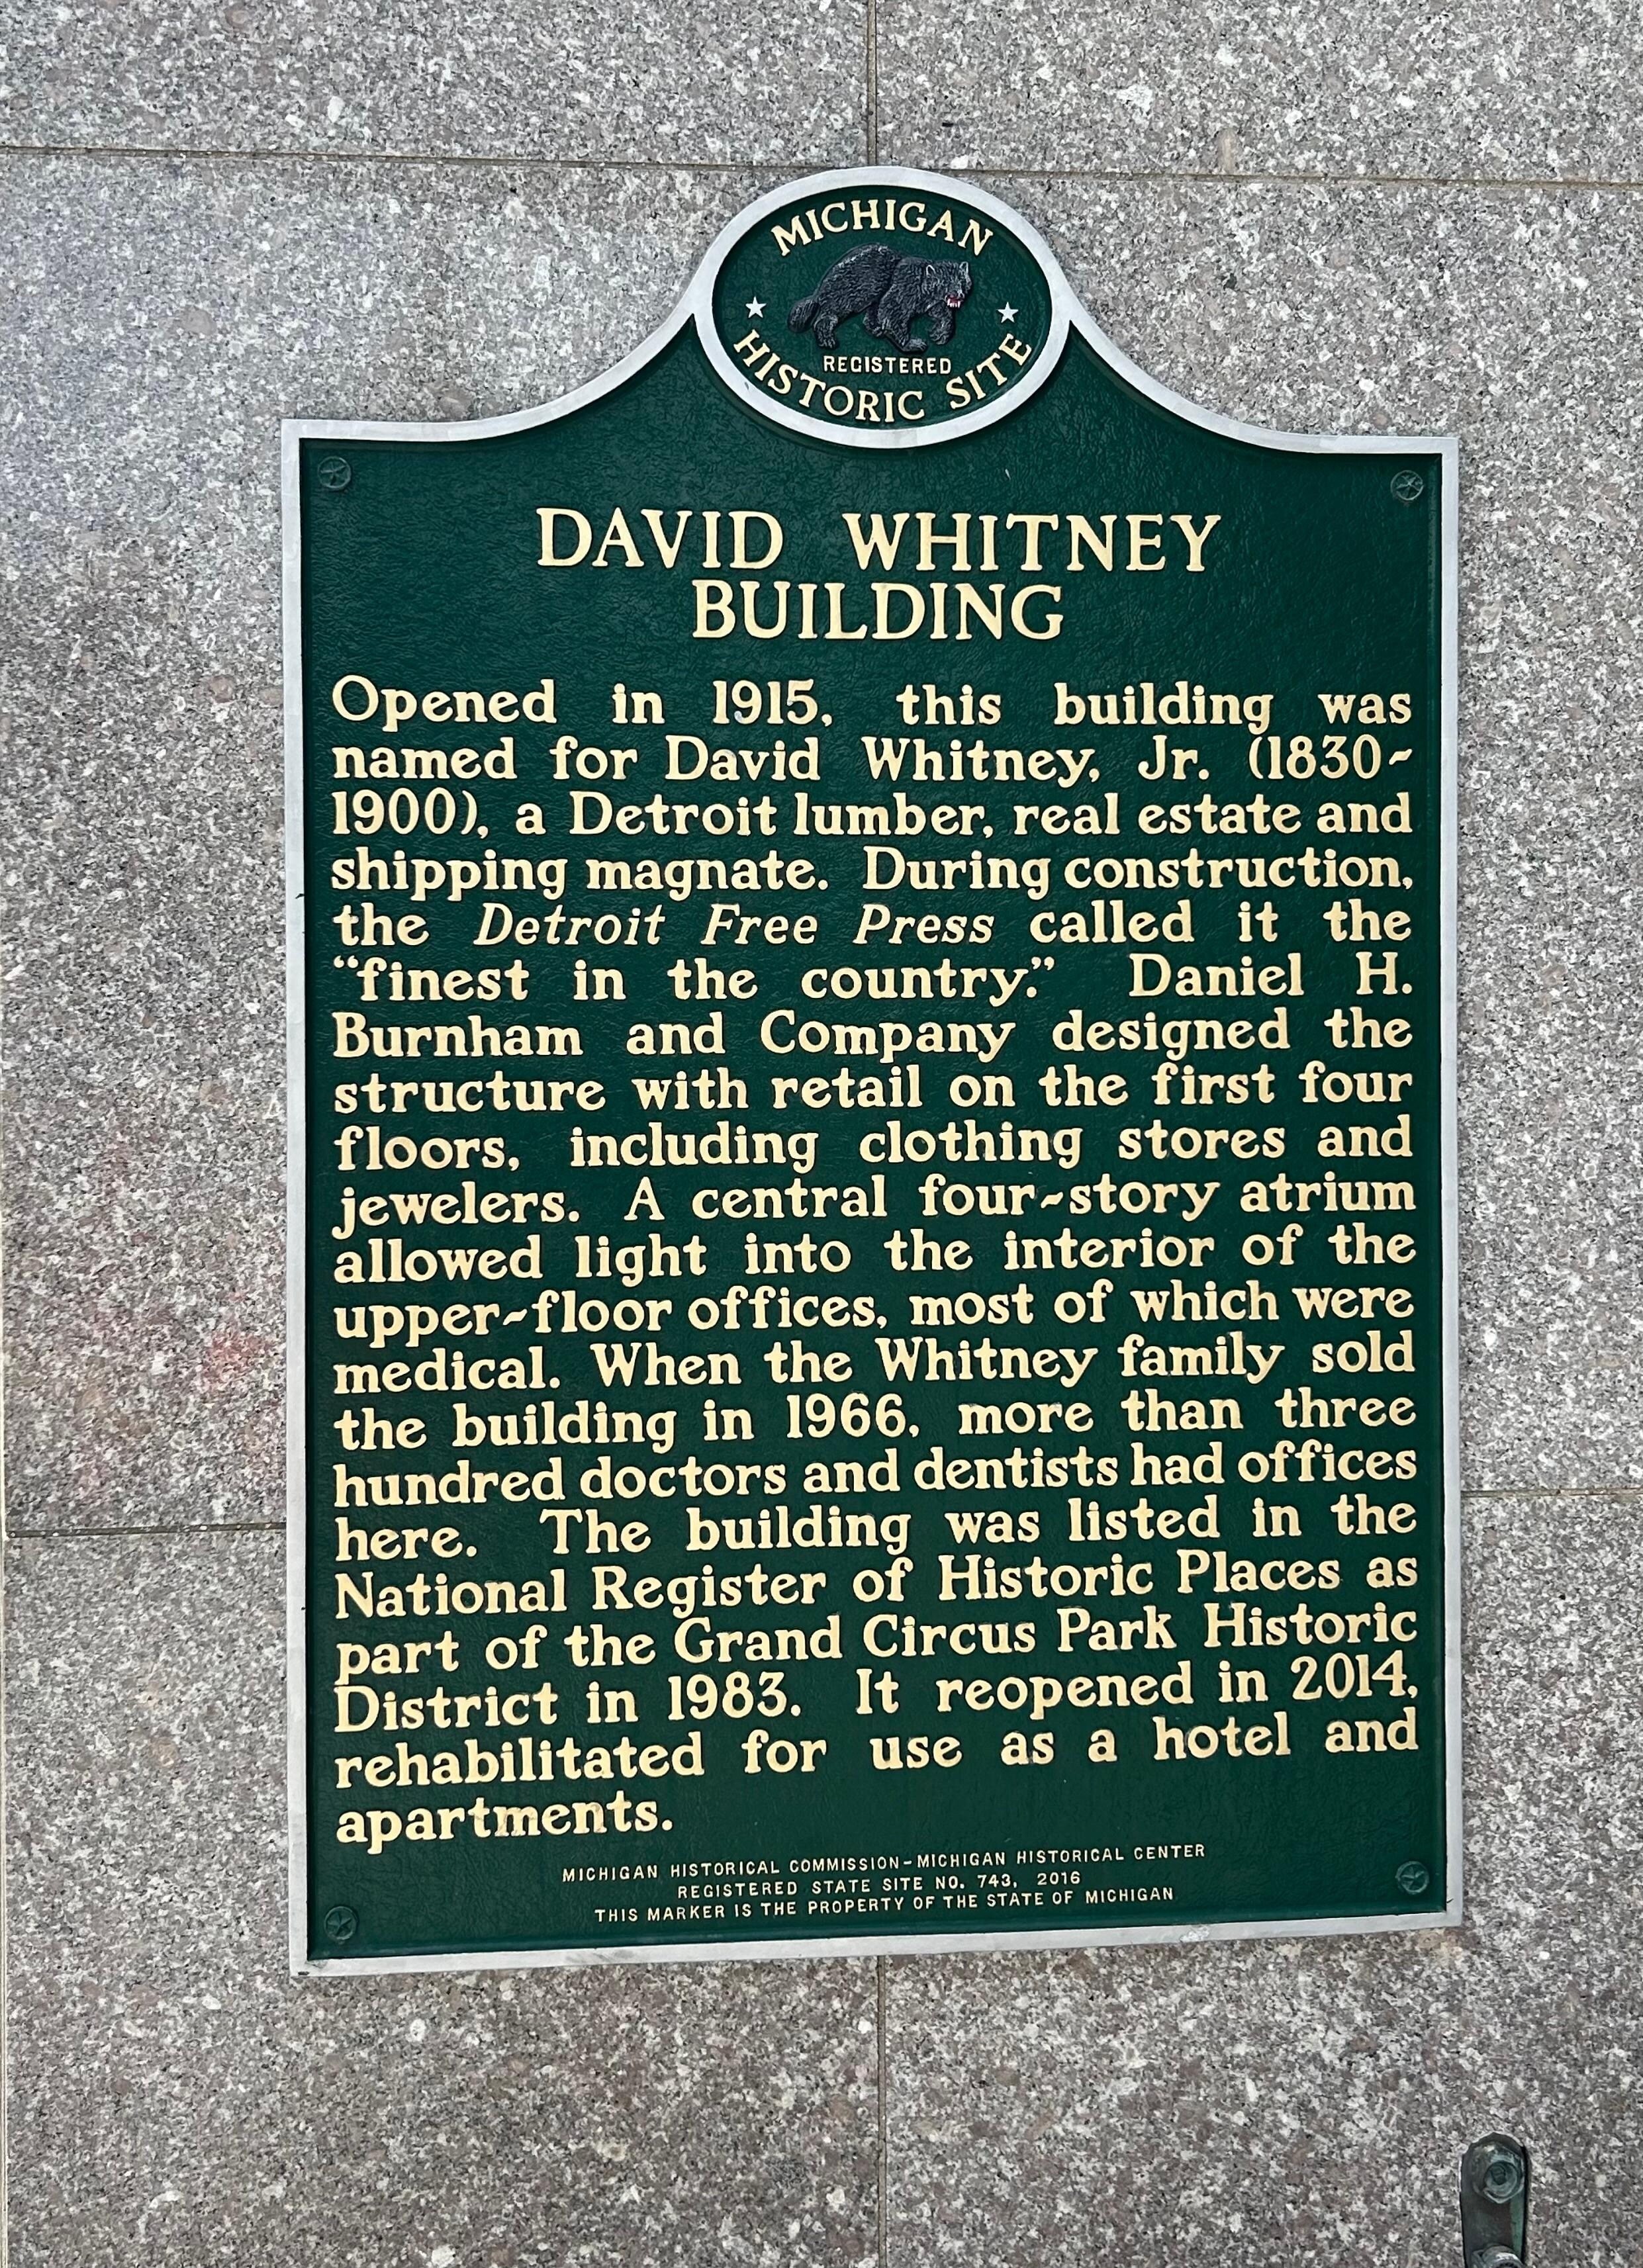 MICHIGAN
REGISTERED
HISTORIC SITE
DAVID WHITNEY
BUILDING
Opened in 1915, this building was
named for David Whitney, Jr. (1830-
1900), a Detroit lumber, real estate and
shipping magnate. During construction,
the Detroit Free Press called it the
“finest in the country.” Daniel H.
Burnham and Company designed the
structure with retail on the first four
floors, including clothing stores and
jewelers. A central four-story atrium
allowed light into the interior of the
upper-floor offices, most of which were
medical. When the Whitney family sold
the building in 1966, more than three
hundred doctors and dentists had offices
here. The building was listed in the
National Register of Historic Places as
part of the Grand Circus Park Historic
District in 1983. It reopened in 2014,
rehabilitated for use as a hotel and
apartments.
MICHIGAN HISTORICAL COMMISSION-MICHIGAN HISTORICAL CENTER
REGISTERED STATE SITE NO. 743, 2016
THIS MARKER IS THE PROPERTY OF THE STATE OF MICHIGAN